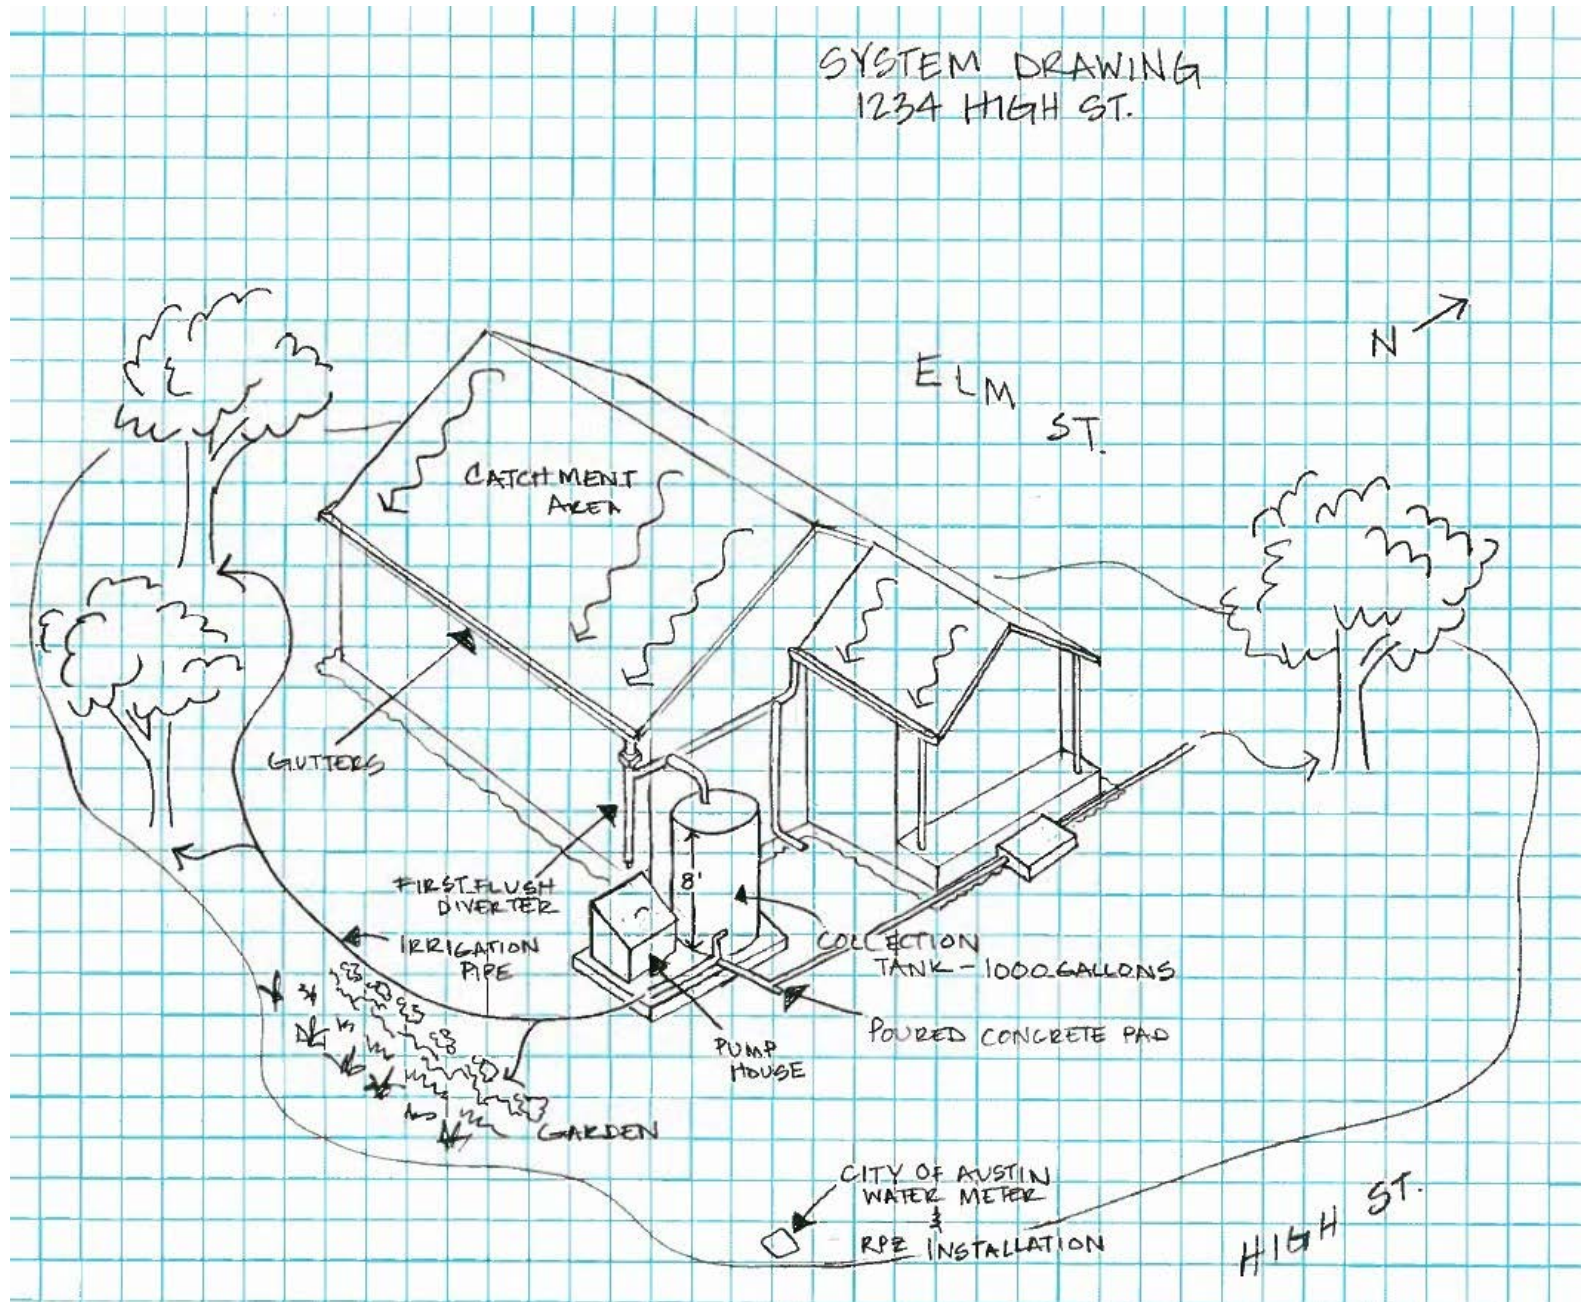 SYSTEM DRAWING
1234 HIGH ST.
N
ELM
ST.
CATCHMENT
AREA
GUTTERS
FIRST FLUSH
DIVERTER
8'
IRRIGATION
PIPE
COLLECTION
TANK - 1000 GALLONS
POURED CONCRETE PAD
PUMP
HOUSE
GARDEN
CITY OF AUSTIN
WATER METER
&
RPZ INSTALLATION
HIGH ST.